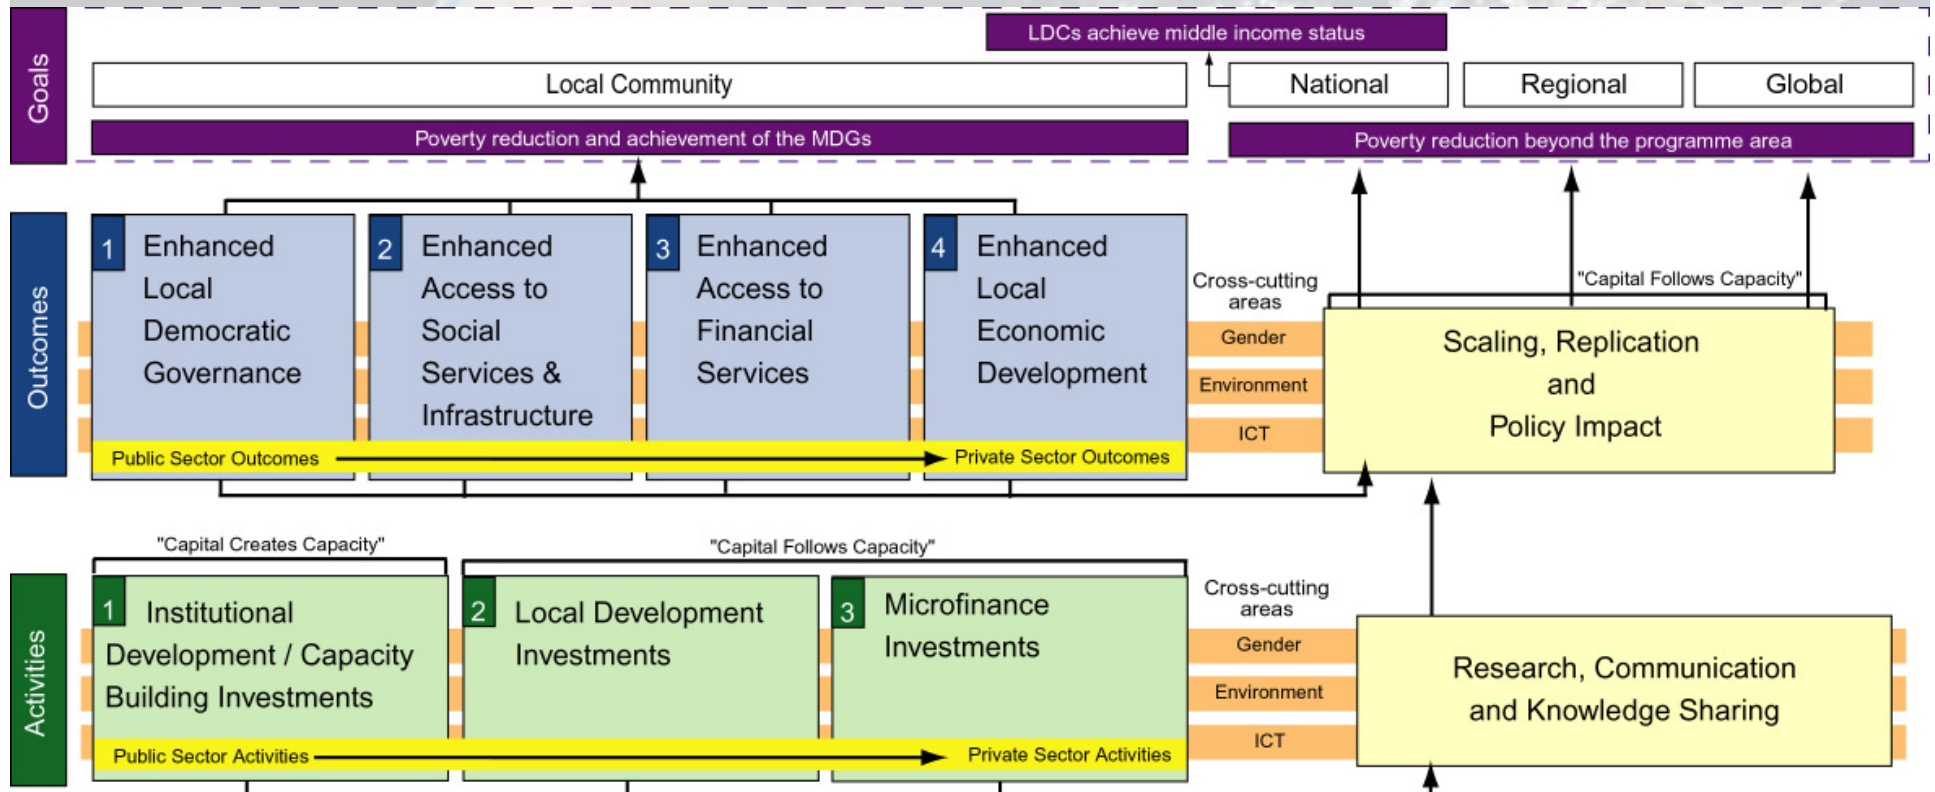 Goals
LDCs achieve middle income status
Local Community
National
Regional
Global
Poverty reduction and achievement of the MDGs
Poverty reduction beyond the programme area
Outcomes
1
Enhanced
Local
Democratic
Governance
2
Enhanced
Access to
Social
Services &
Infrastructure
3
Enhanced
Access to
Financial
Services
4
Enhanced
Local
Economic
Development
Public Sector Outcomes
Private Sector Outcomes
Cross-cutting
areas
Gender
Environment
ICT
"Capital Follows Capacity"
Scaling, Replication
and
Policy Impact
Activities
"Capital Creates Capacity"
"Capital Follows Capacity"
1
Institutional
Development / Capacity
Building Investments
2
Local Development
Investments
3
Microfinance
Investments
Public Sector Activities
Private Sector Activities
Cross-cutting
areas
Gender
Environment
ICT
Research, Communication
and Knowledge Sharing